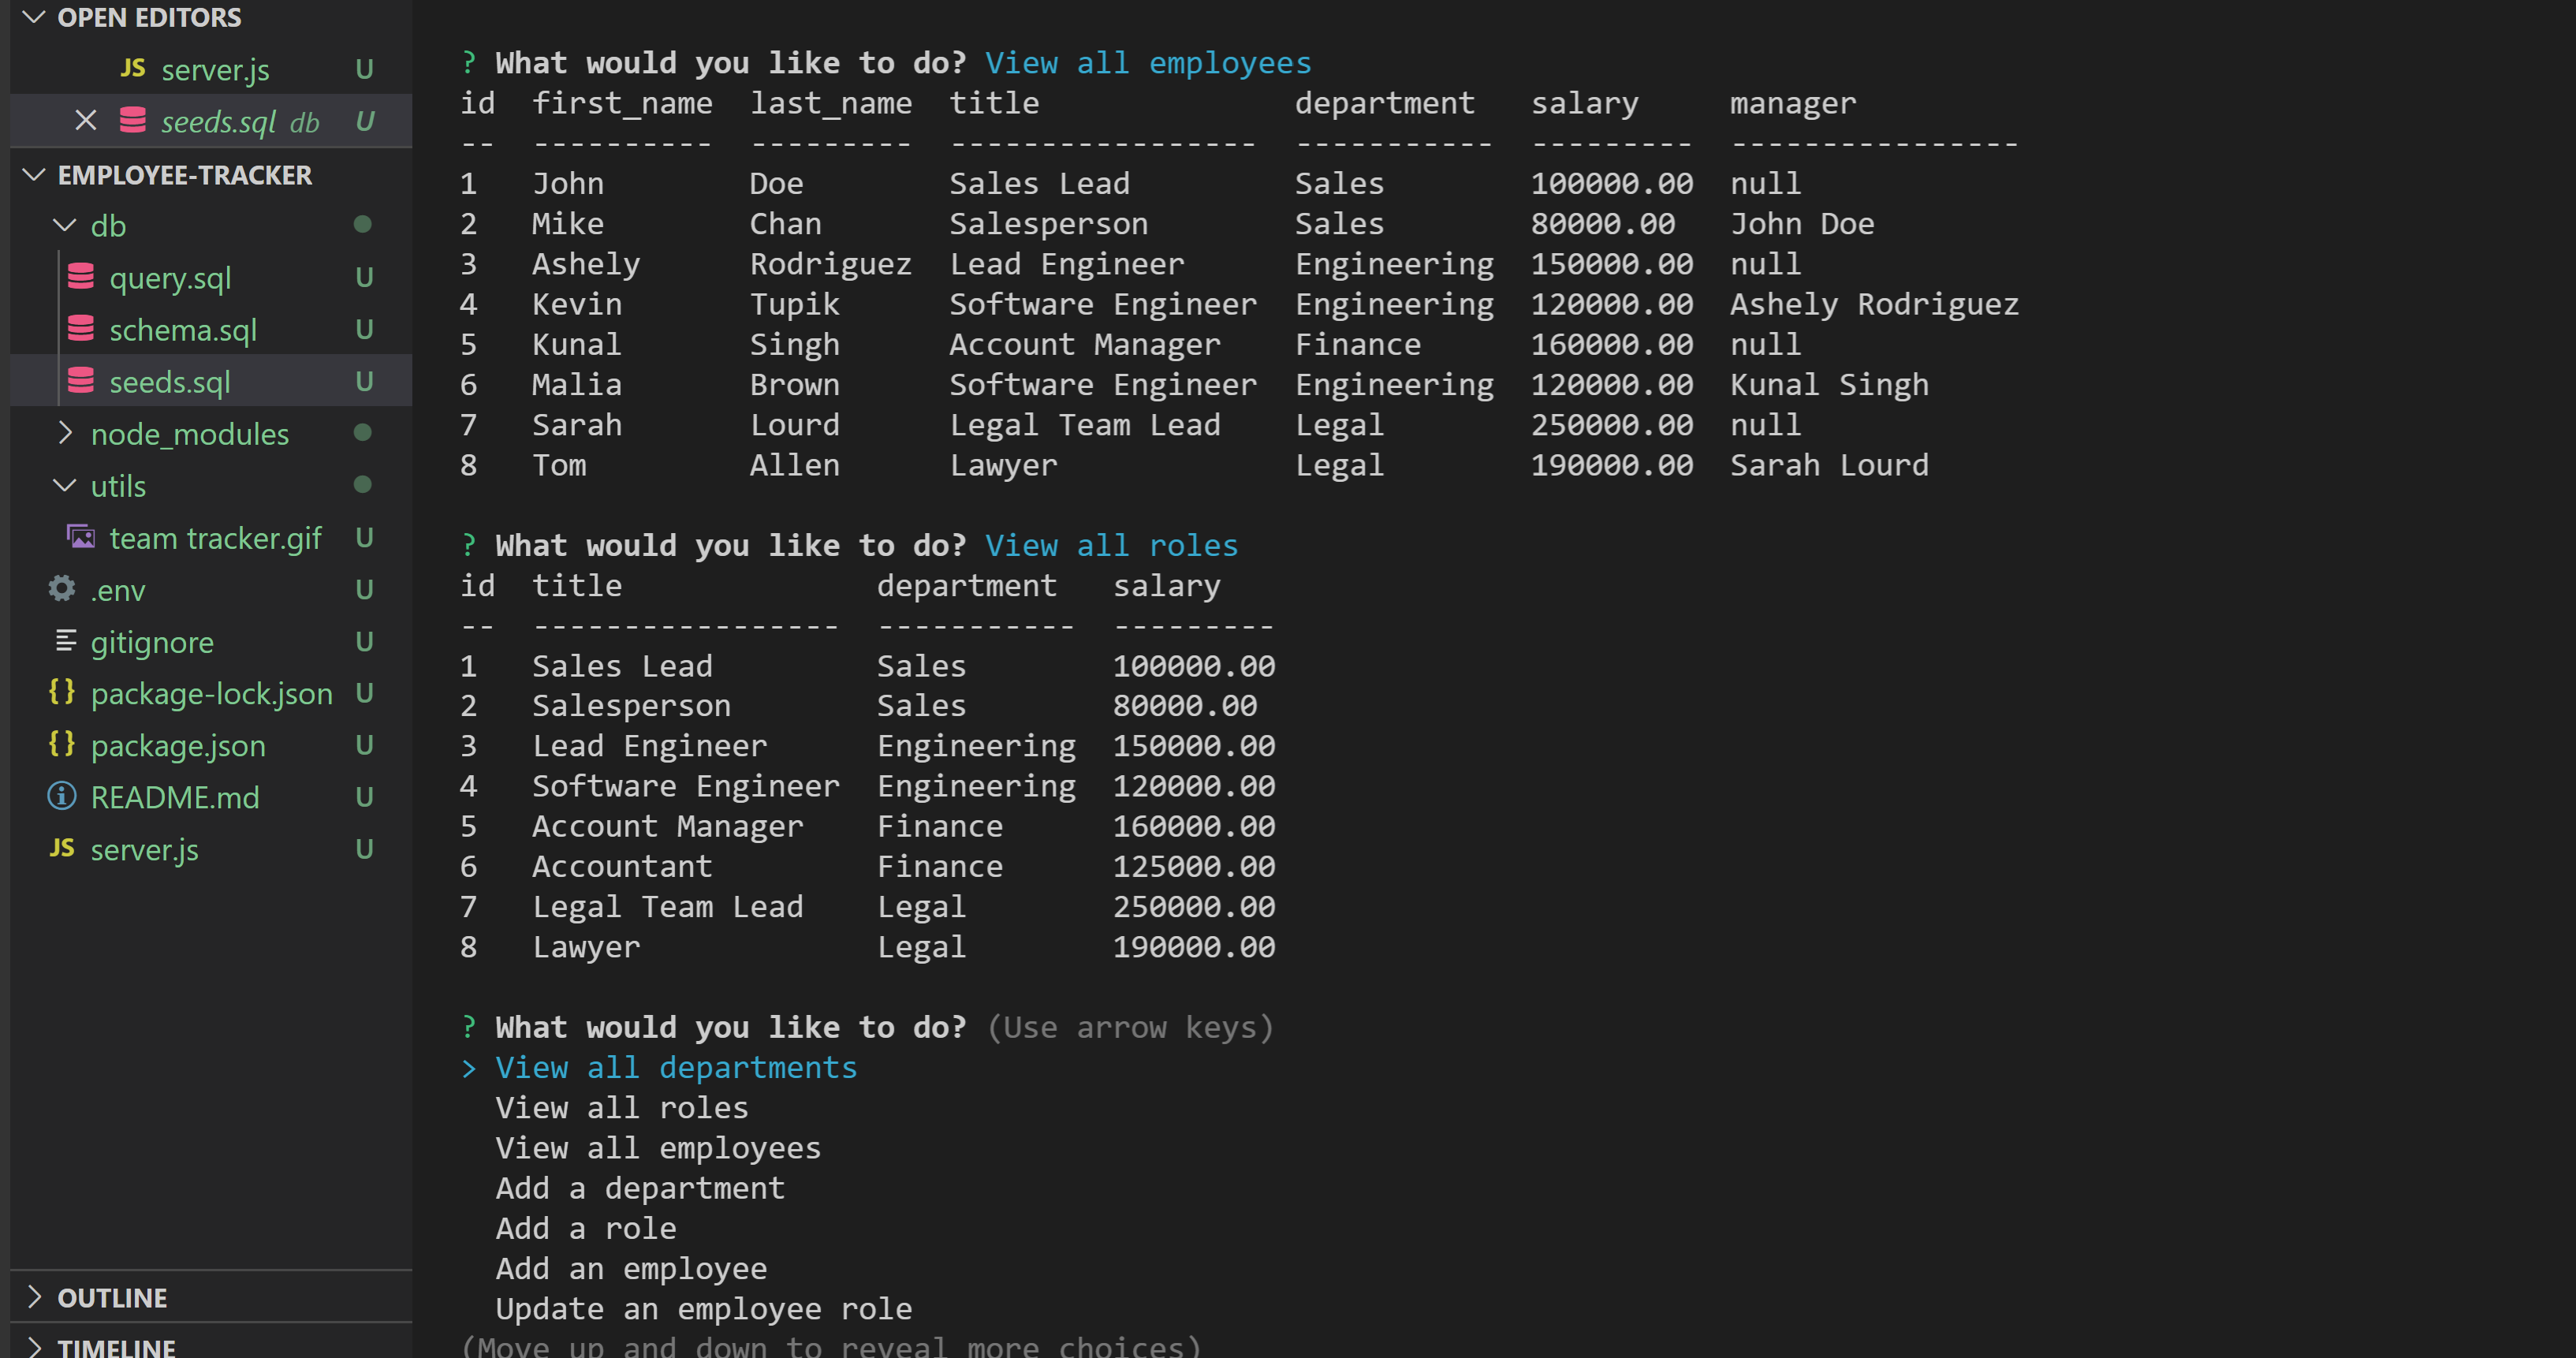 OPEN EDITORS
JS server.js U
seeds.sql db U
EMPLOYEE-TRACKER
db
query.sql U
schema.sql U
seeds.sql U
node_modules
utils
team tracker.gif U
.env U
gitignore U
{} package-lock.json U
{} package.json U
README.md U
JS server.js U
OUTLINE
TIMELINE
? What would you like to do? View all employees
id  first_name  last_name  title              department   salary     manager
--  ----------  ---------  -----------------  -----------  ---------  ----------------
1   John        Doe        Sales Lead         Sales        100000.00  null
2   Mike        Chan       Salesperson        Sales        80000.00   John Doe
3   Ashely      Rodriguez  Lead Engineer      Engineering  150000.00  null
4   Kevin       Tupik      Software Engineer  Engineering  120000.00  Ashely Rodriguez
5   Kunal       Singh      Account Manager    Finance      160000.00  null
6   Malia       Brown      Software Engineer  Engineering  120000.00  Kunal Singh
7   Sarah       Lourd      Legal Team Lead    Legal        250000.00  null
8   Tom         Allen      Lawyer             Legal        190000.00  Sarah Lourd
? What would you like to do? View all roles
id  title              department   salary
--  -----------------  -----------  ---------
1   Sales Lead         Sales        100000.00
2   Salesperson        Sales        80000.00
3   Lead Engineer      Engineering  150000.00
4   Software Engineer  Engineering  120000.00
5   Account Manager    Finance      160000.00
6   Accountant         Finance      125000.00
7   Legal Team Lead    Legal        250000.00
8   Lawyer             Legal        190000.00
? What would you like to do? (Use arrow keys)
> View all departments
View all roles
View all employees
Add a department
Add a role
Add an employee
Update an employee role
(Move up and down to reveal more choices)